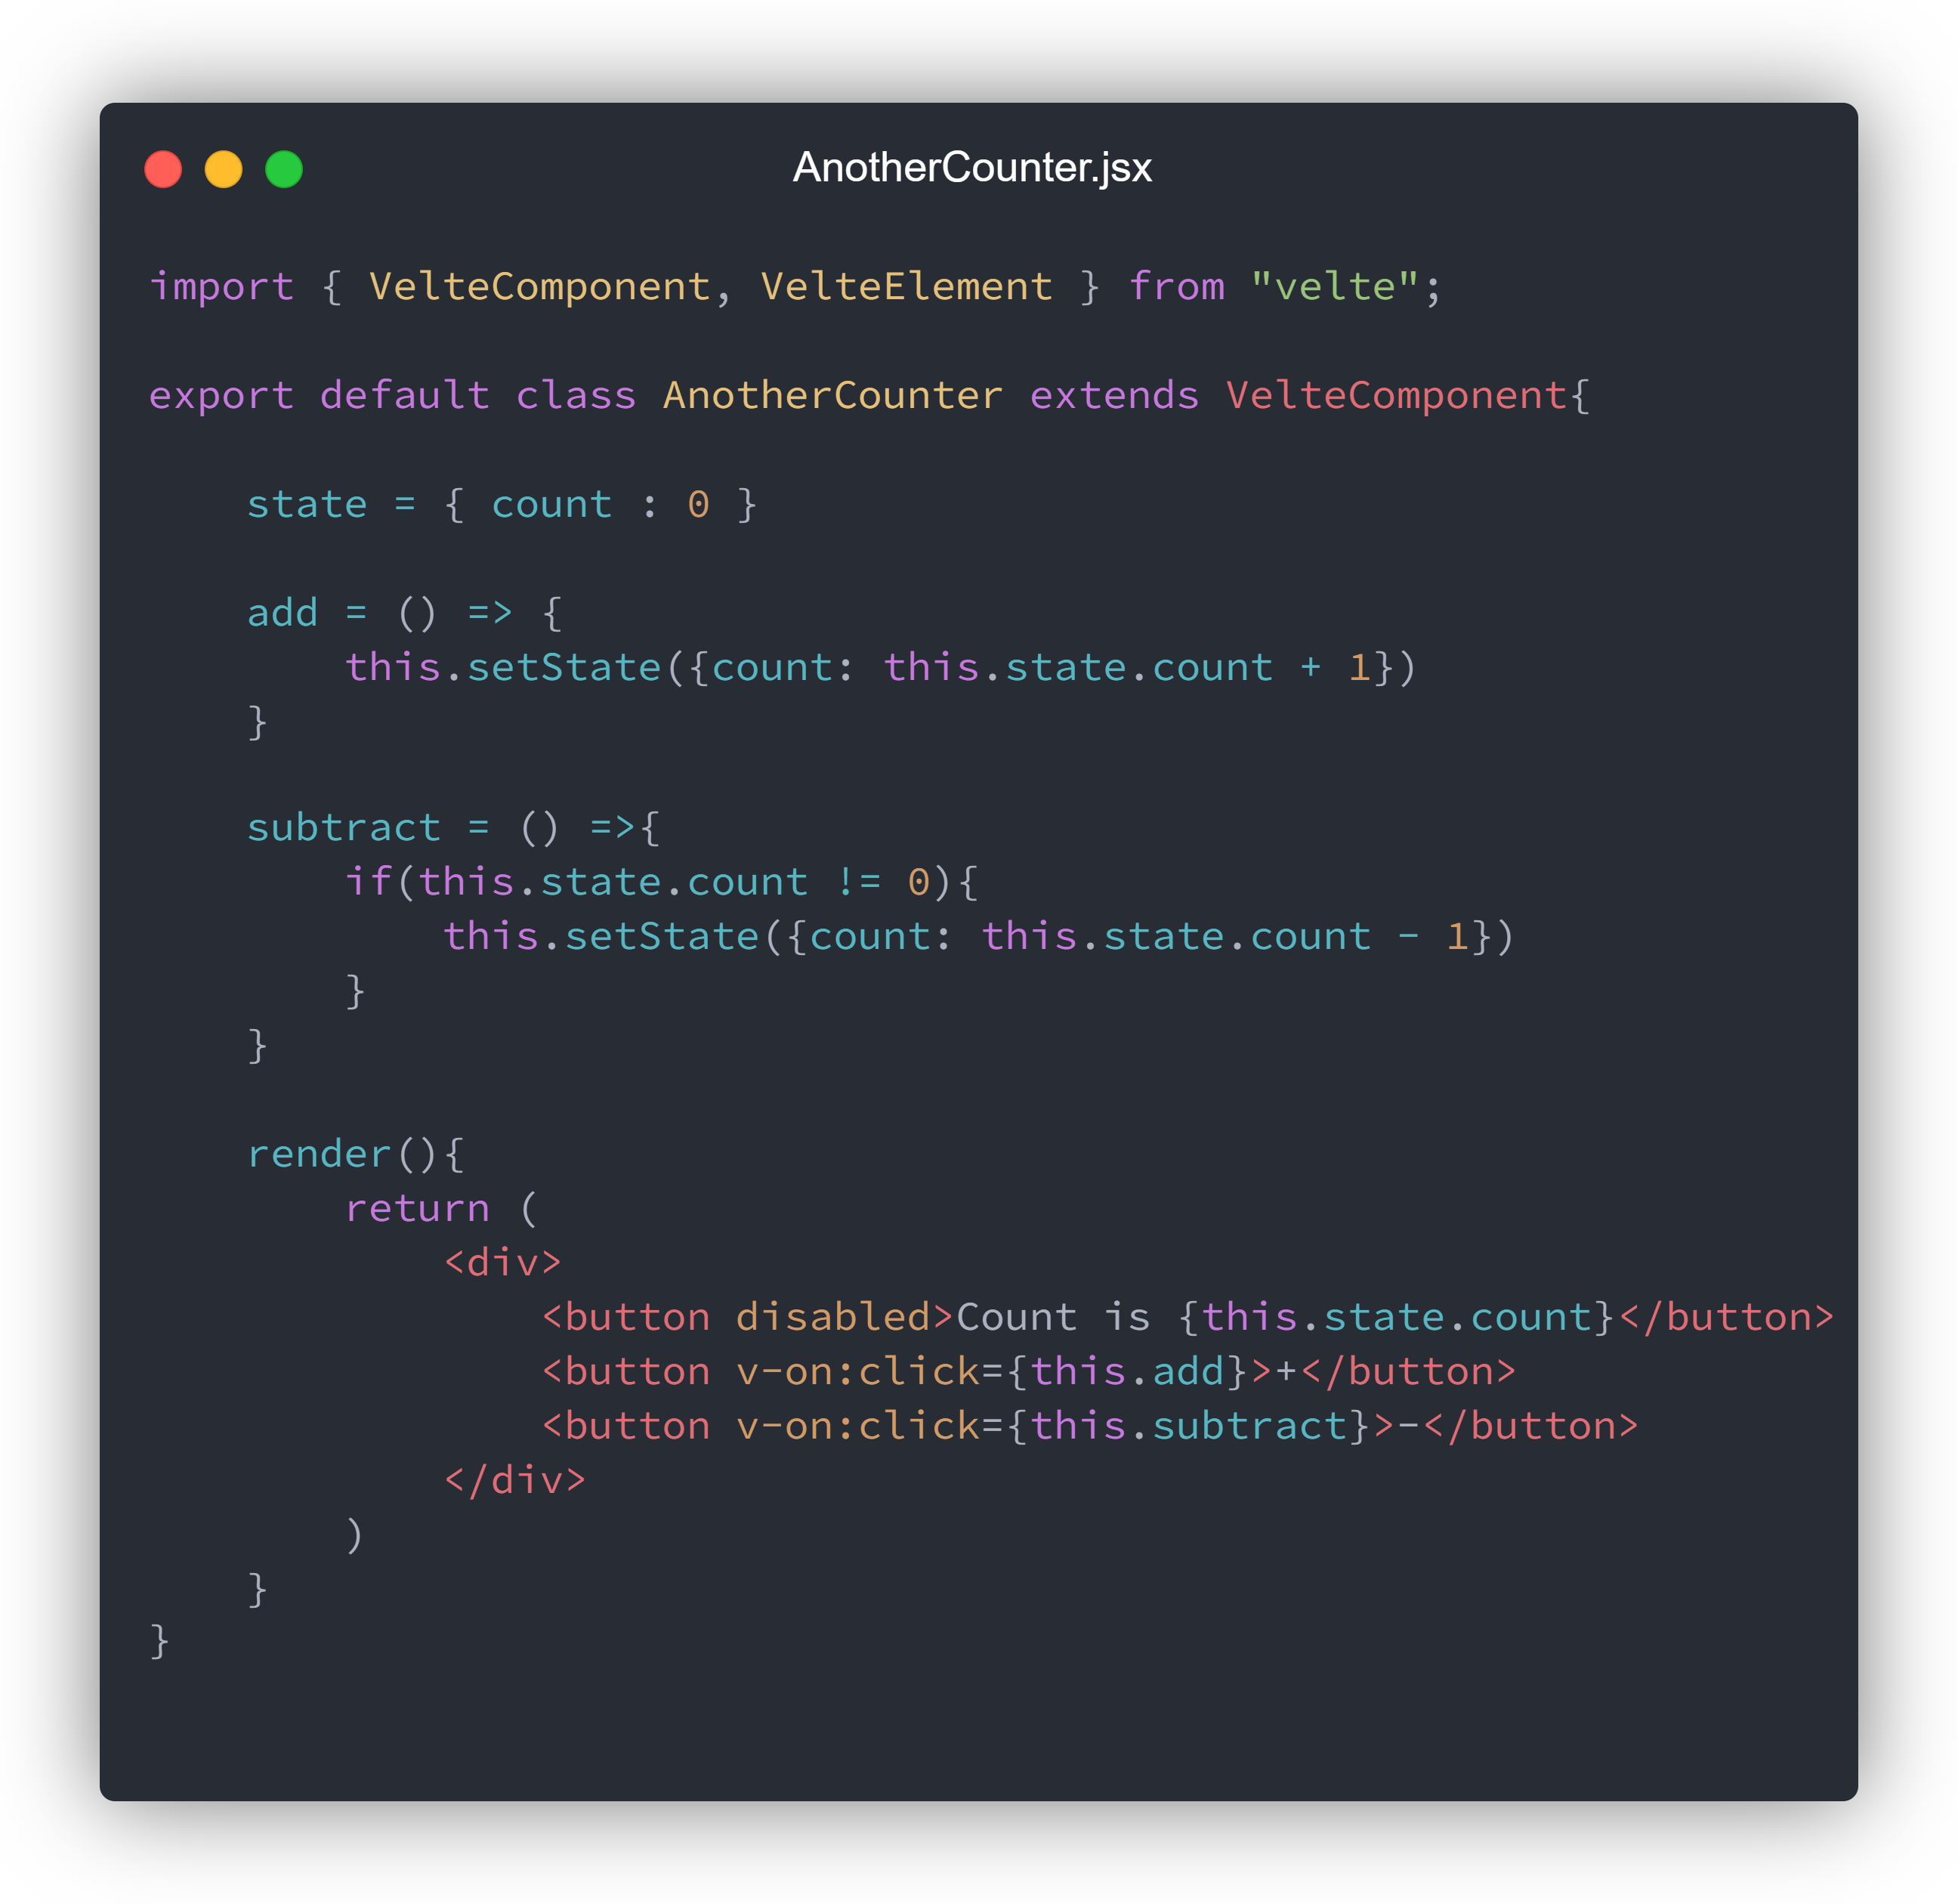 AnotherCounter.jsx
import { VelteComponent, VelteElement } from "velte";
export default class AnotherCounter extends VelteComponent{
    state = { count : 0 }
    add = () => {
        this.setState({count: this.state.count + 1})
    }
    subtract = () =>{
        if(this.state.count != 0){
            this.setState({count: this.state.count - 1})
        }
    }
    render(){
        return (
            <div>
                <button disabled>Count is {this.state.count}</button>
                <button v-on:click={this.add}>+</button>
                <button v-on:click={this.subtract}>-</button>
            </div>
        )
    }
}